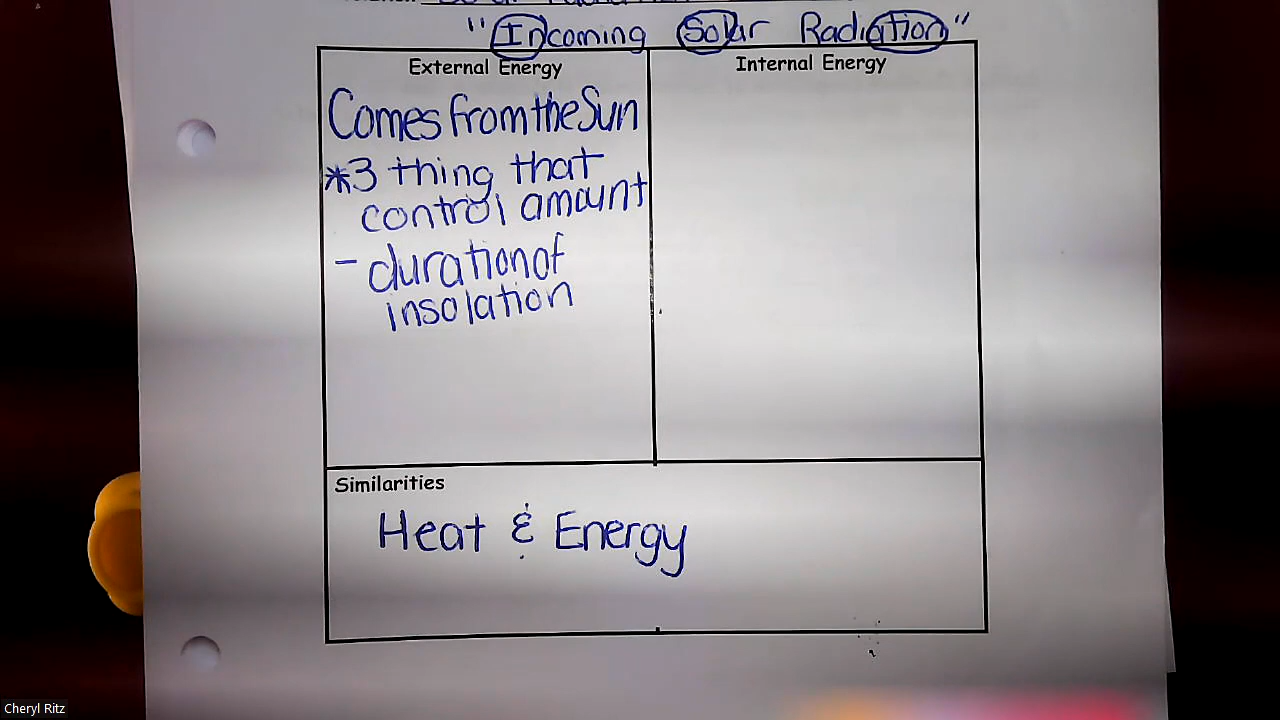 "Incoming Solar Radiation"
External Energy
Comes from the Sun
*3 thing that
control amount
- duration of
insolation
Internal Energy
Similarities
Heat & Energy
Cheryl Ritz